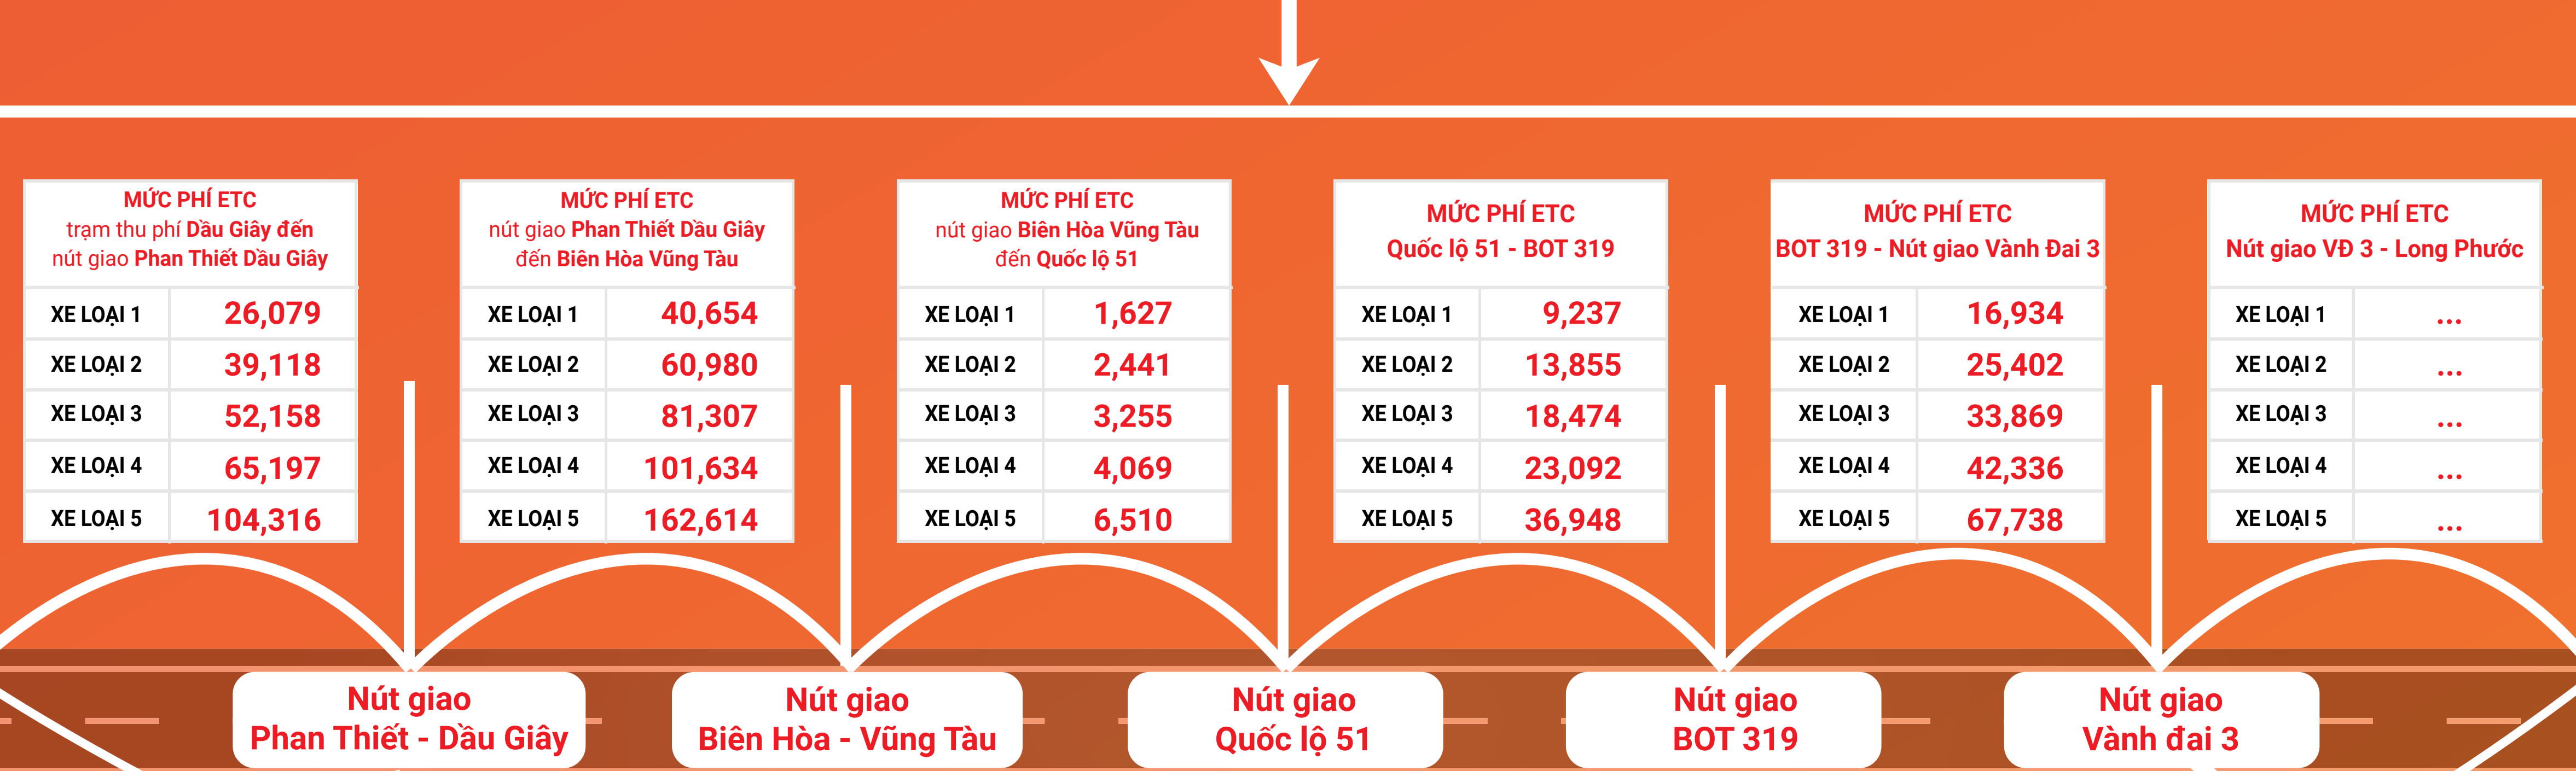 MỨC PHÍ ETC
trạm thu phí Dầu Giây đến
nút giao Phan Thiết Dầu Giây
XE LOẠI 1 26,079
XE LOẠI 2 39,118
XE LOẠI 3 52,158
XE LOẠI 4 65,197
XE LOẠI 5 104,316
MỨC PHÍ ETC
nút giao Phan Thiết Dầu Giây
đến Biên Hòa Vũng Tàu
XE LOẠI 1 40,654
XE LOẠI 2 60,980
XE LOẠI 3 81,307
XE LOẠI 4 101,634
XE LOẠI 5 162,614
MỨC PHÍ ETC
nút giao Biên Hòa Vũng Tàu
đến Quốc lộ 51
XE LOẠI 1 1,627
XE LOẠI 2 2,441
XE LOẠI 3 3,255
XE LOẠI 4 4,069
XE LOẠI 5 6,510
MỨC PHÍ ETC
Quốc lộ 51 - BOT 319
XE LOẠI 1 9,237
XE LOẠI 2 13,855
XE LOẠI 3 18,474
XE LOẠI 4 23,092
XE LOẠI 5 36,948
MỨC PHÍ ETC
BOT 319 - Nút giao Vành Đai 3
XE LOẠI 1 16,934
XE LOẠI 2 25,402
XE LOẠI 3 33,869
XE LOẠI 4 42,336
XE LOẠI 5 67,738
MỨC PHÍ ETC
Nút giao VĐ 3 - Long Phước
XE LOẠI 1 ...
XE LOẠI 2 ...
XE LOẠI 3 ...
XE LOẠI 4 ...
XE LOẠI 5 ...
Nút giao
Phan Thiết - Dầu Giây
Nút giao
Biên Hòa - Vũng Tàu
Nút giao
Quốc lộ 51
Nút giao
BOT 319
Nút giao
Vành đai 3